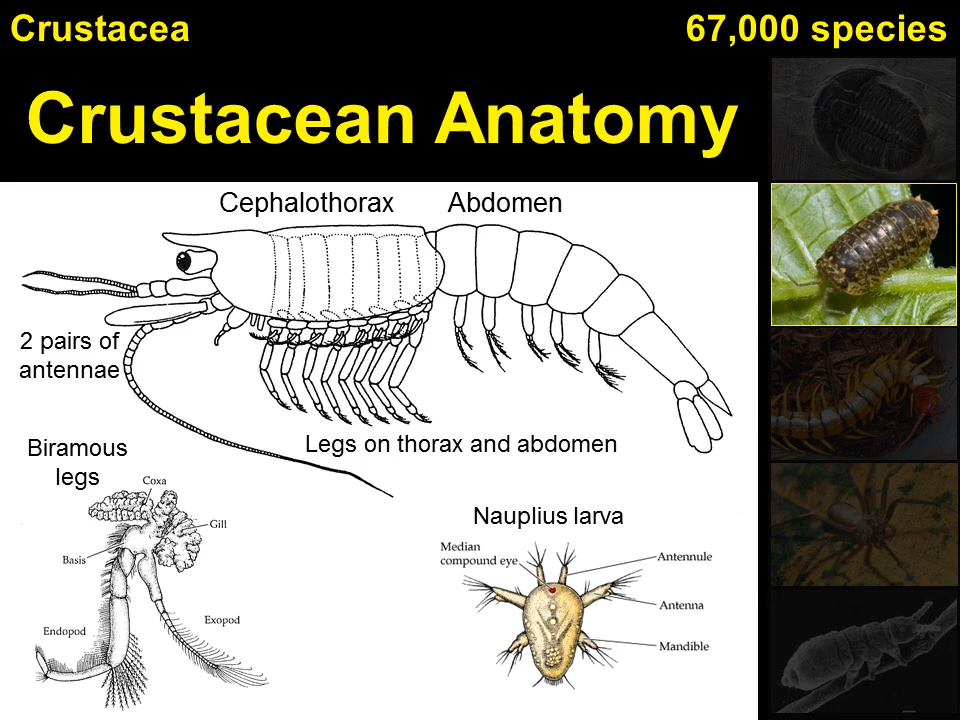 Crustacea
67,000 species
Crustacean Anatomy
Cephalothorax
Abdomen
2 pairs of
antennae
Legs on thorax and abdomen
Biramous
legs
Coxa
Gill
Basis
Exopod
Endopod
Nauplius larva
Median
compound eye
Antennule
Antenna
Mandible